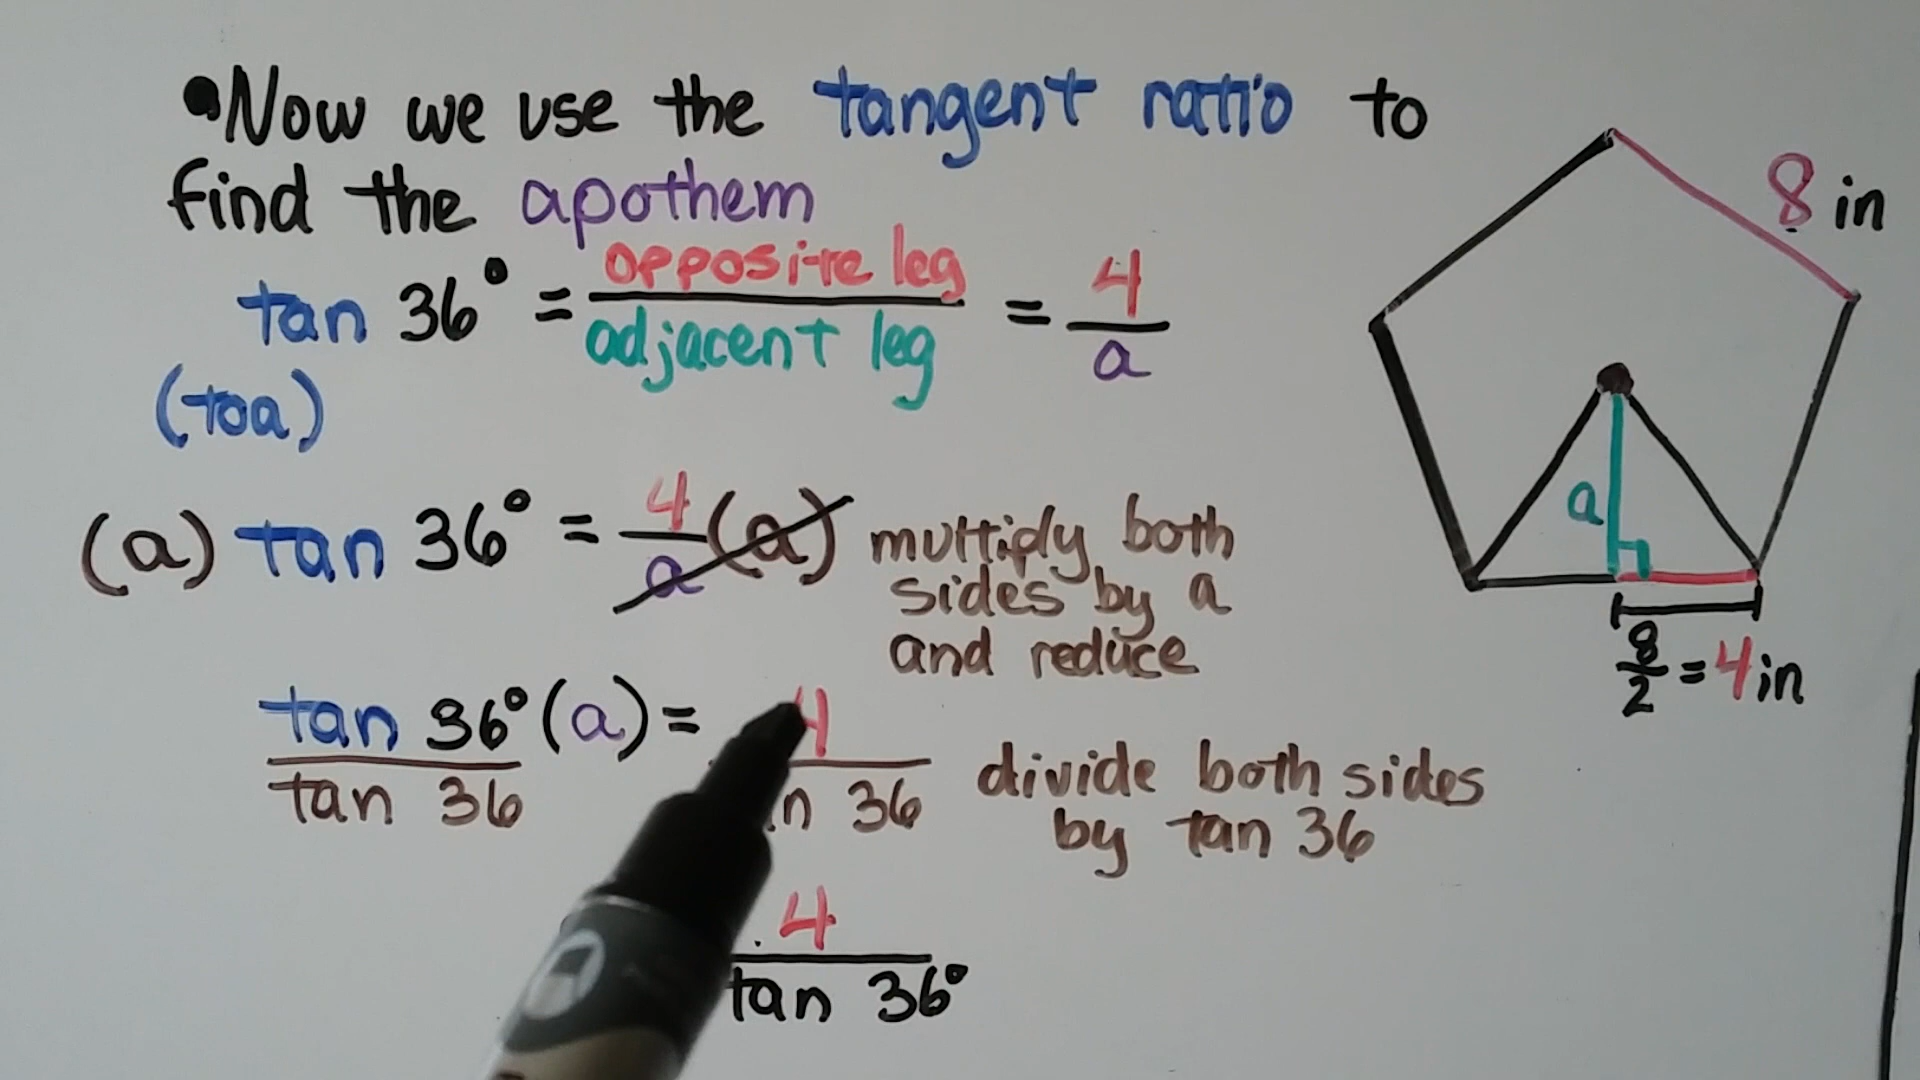 •Now we use the tangent ratio to
find the apothem
tan 36° = opposite leg / adjacent leg = 4 / a
(toa)
(a) tan 36° = 4 / a (a) multiply both
sides by a
and reduce
tan 36° (a) = 4
tan 36 n 36 divide both sides
by tan 36
4
tan 36°
8 in
a
8 / 2 = 4 in